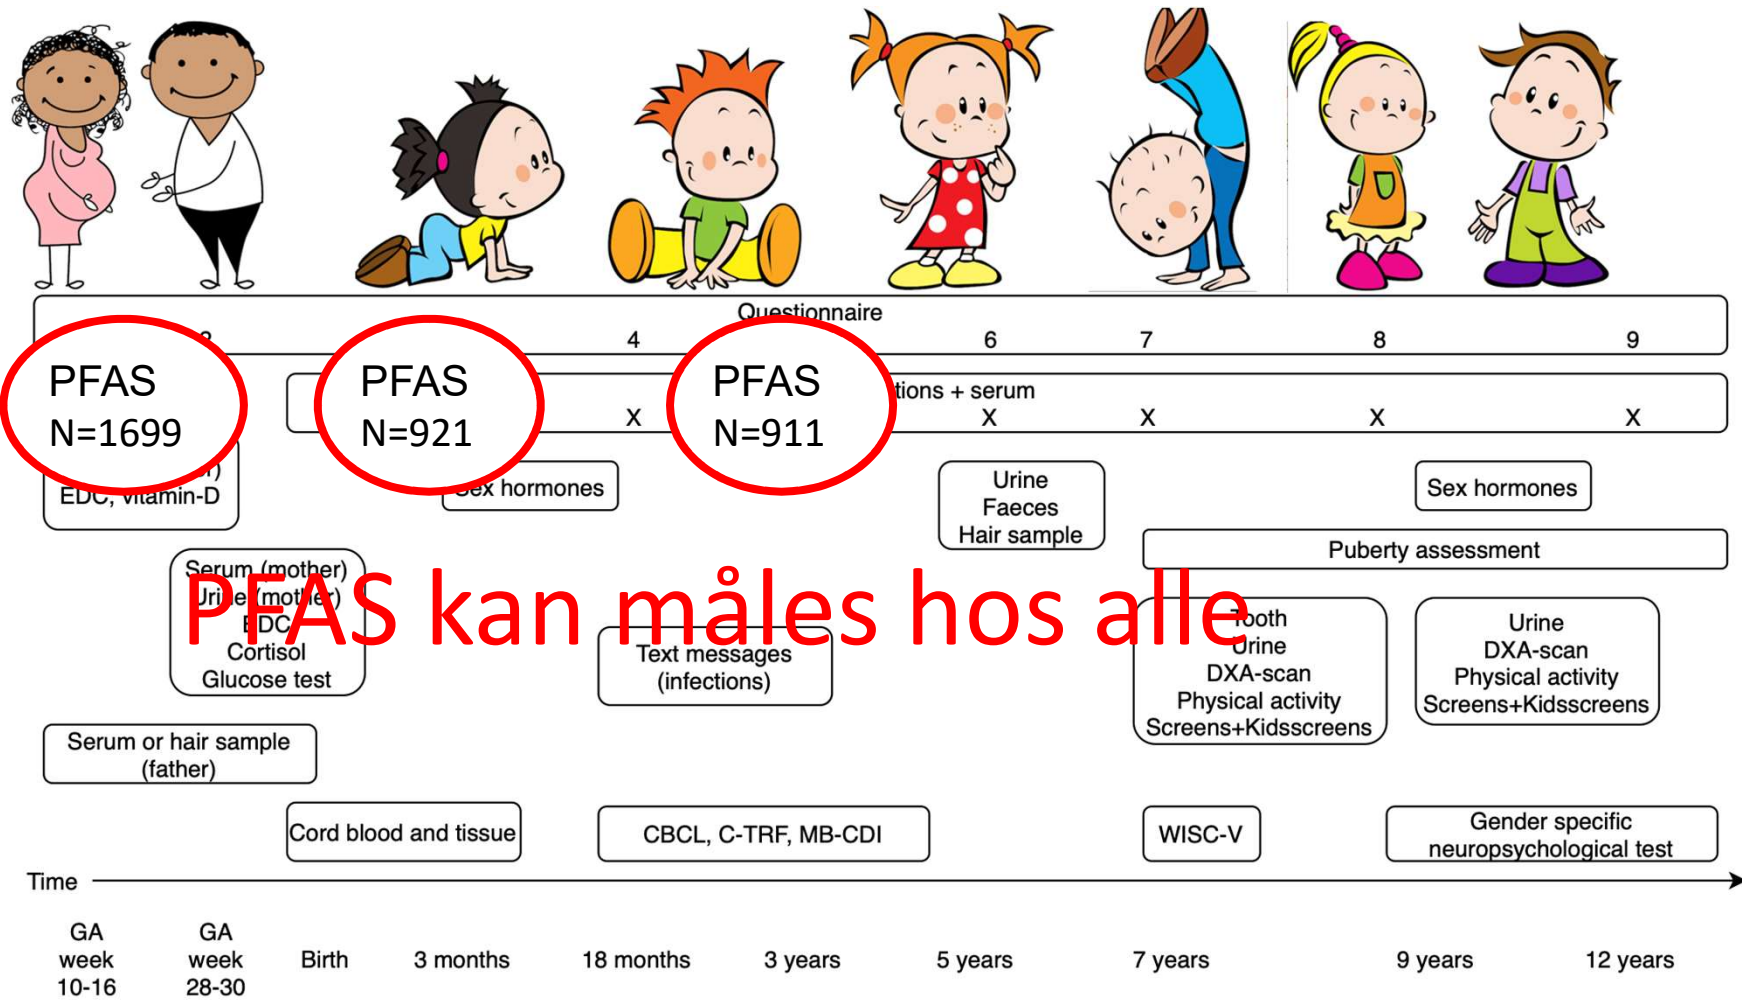 Questionnaire
4 6 7 8 9
PFAS
N=1699
PFAS
N=921
PFAS
N=911
+ serum
X X X X X
EDC, vitamin-D
Sex hormones
Urine
Faeces
Hair sample
Sex hormones
Puberty assessment
Serum (mother)
Urine (mother)
EDC
Cortisol
Glucose test
PFAS kan måles hos alle
Text messages
(infections)
Tooth
Urine
DXA-scan
Physical activity
Screens+Kidsscreens
Urine
DXA-scan
Physical activity
Screens+Kidsscreens
Serum or hair sample
(father)
Cord blood and tissue
CBCL, C-TRF, MB-CDI
WISC-V
Gender specific
neuropsychological test
Time
GA
week
10-16
GA
week
28-30
Birth
3 months
18 months
3 years
5 years
7 years
9 years
12 years